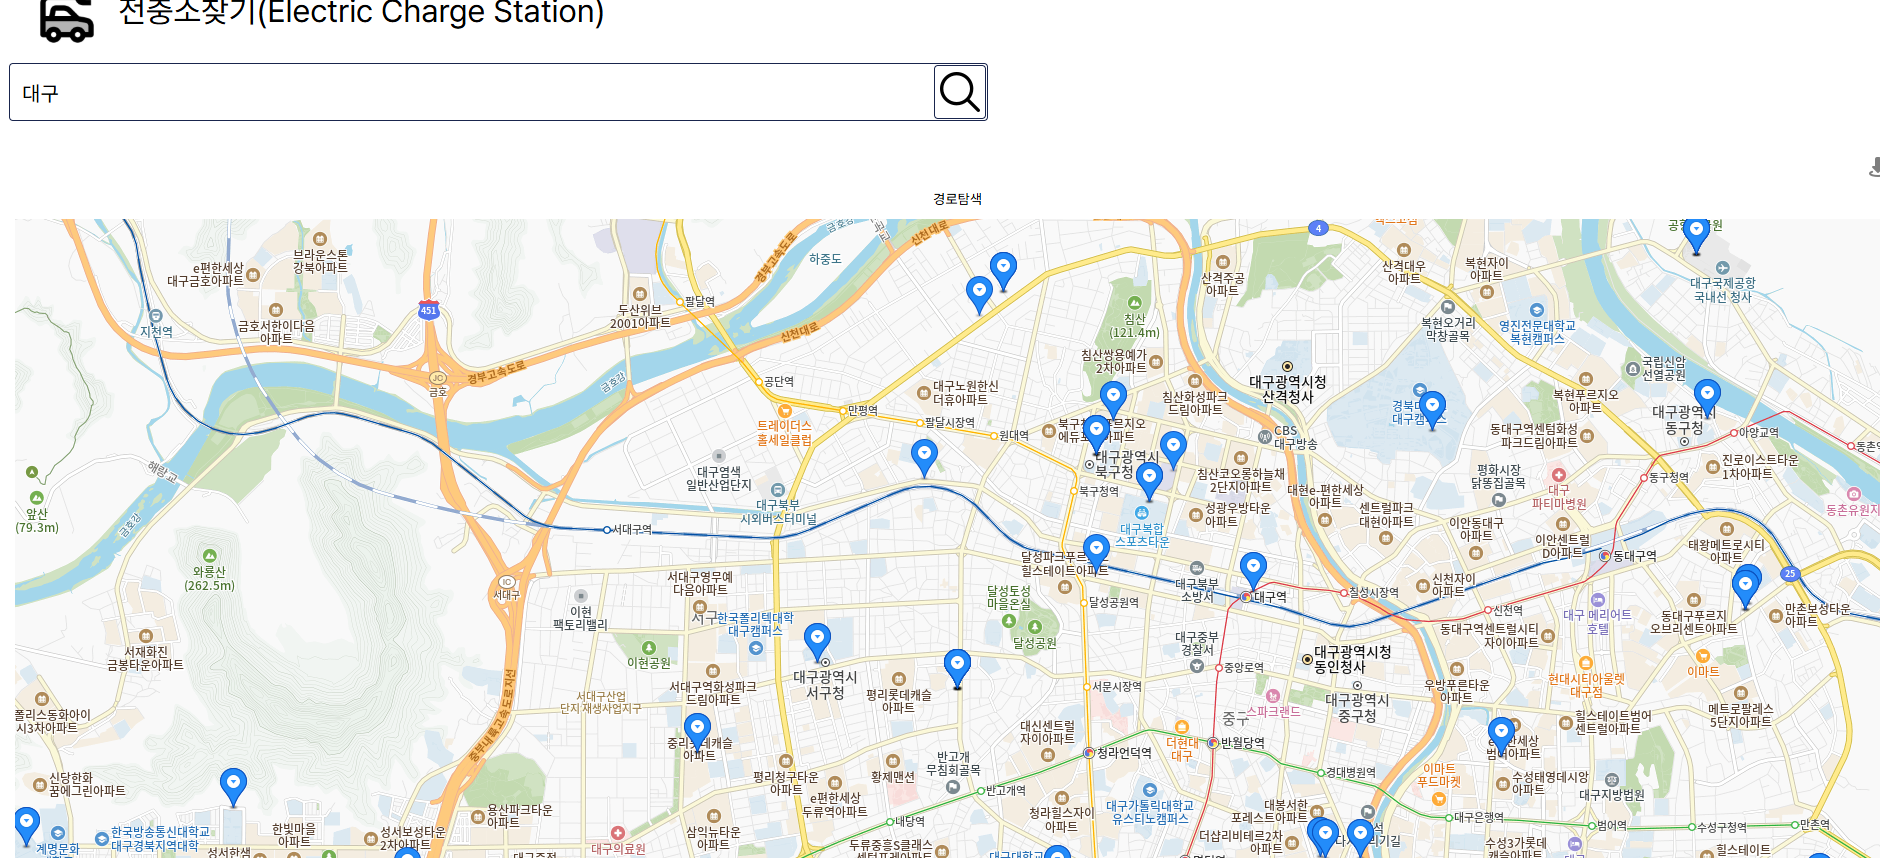 전충소찾기(Electric Charge Station)
대구
경로탐색
4
하중도
신천대로
경부고속도로
브라운스톤
강북아파트
e편한세상
대구금호아파트
산격주공
아파트
산격대우
아파트
복현자이
아파트
대구국제공항
국내선 청사
금호서한이다음
아파트
지천역
451
두산위브
2001아파트
팔달역
침산
(121.4m)
신천대로
복현오거리
막창골목
영진전문대학교
복현캠퍼스
JC
금호
경부고속도로
금호강
공단역
침산쌍용예가
2차아파트
대구광역시청
산격청사
국립신암
선열공원
대구노원한신
더휴아파트
침산화성파크
드림아파트
복현푸르지오
아파트
트레이더스
홀세일클럽
만평역
팔달시장역
원대역
CBS
대구방송
대구동구센텀화성
파크드림아파트
동구청
아양교역
해랑교
대구염색
일반산업단지
대구광역시
북구청
침산코오롱하늘채
2단지아파트
평화시장
닭똥집골목
대구
파티마병원
동구청역
진로이스트타운
1차아파트
앞산
(79.3m)
금호강
대구북부
시외버스터미널
북구청역
성광우방타운
아파트
대현e-편한세상
아파트
센트럴파크
대현아파트
이안동대구
아파트
이안센트럴
D아파트
동촌유원지
서대구역
대구복합
스포츠타운
태왕메트로시티
아파트
와룡산
(262.5m)
IC
서대구
달성파크푸르
힐스테이트아파트
동대구역
25
서대구영무예
다음아파트
대구북부
소방서
대구역
칠성시장역
신천자이
아파트
이현
팩토리밸리
달성토성
마을온실
달성공원역
신천역
대구 메리어트
호텔
동대구푸르지
오브리센트아파트
만촌보성타운
아파트
서구
한국폴리텍대학
대구캠퍼스
달성공원
대구중부
경찰서
동대구역센트럴시티
자이아파트
서재화진
금봉타운아파트
이현공원
대구광역시청
동인청사
대구광역시
서구청
중앙로역
이마트
서대구역화성파크
드림아파트
평리롯데캐슬
아파트
서문시장역
우방푸르타운
아파트
현대시티아울렛
대구점
서대구산업
단지재생사업지구
중부내륙고속도로지선
중구
스파크랜드
대구광역시
중구청
힐스테이트범어
센트럴아파트
메트로팔레스
5단지아파트
폴리스동화아이
시3차아파트
대신센트럴
자이아파트
아파트
반고개
무침회골목
청라언덕역
더현대
대구
반월당역
신당한화
꿈에그린아파트
평리청구타운
아파트
황제맨션
경대병원역
이마트
푸드마켓
수성태영데시앙
아파트
대구지방법원
e편한세상
두류역아파트
반고개역
청라힐스자이
아파트
대구가톨릭대학교
유스티노캠퍼스
대봉서한
포레스트아파트
용산파크타운
아파트
삼익뉴타운
아파트
내당역
대구은행역
범어역
수성구청역
만촌역
계명문화
한국방송통신대학교
대구경북지역대학
한빛마을
아파트
성서보성타운
2차아파트
대구의료원
두류중흥S클래스
더샵리비테르2차
아파트
수성3가롯데
힐스테이트
성서한샘